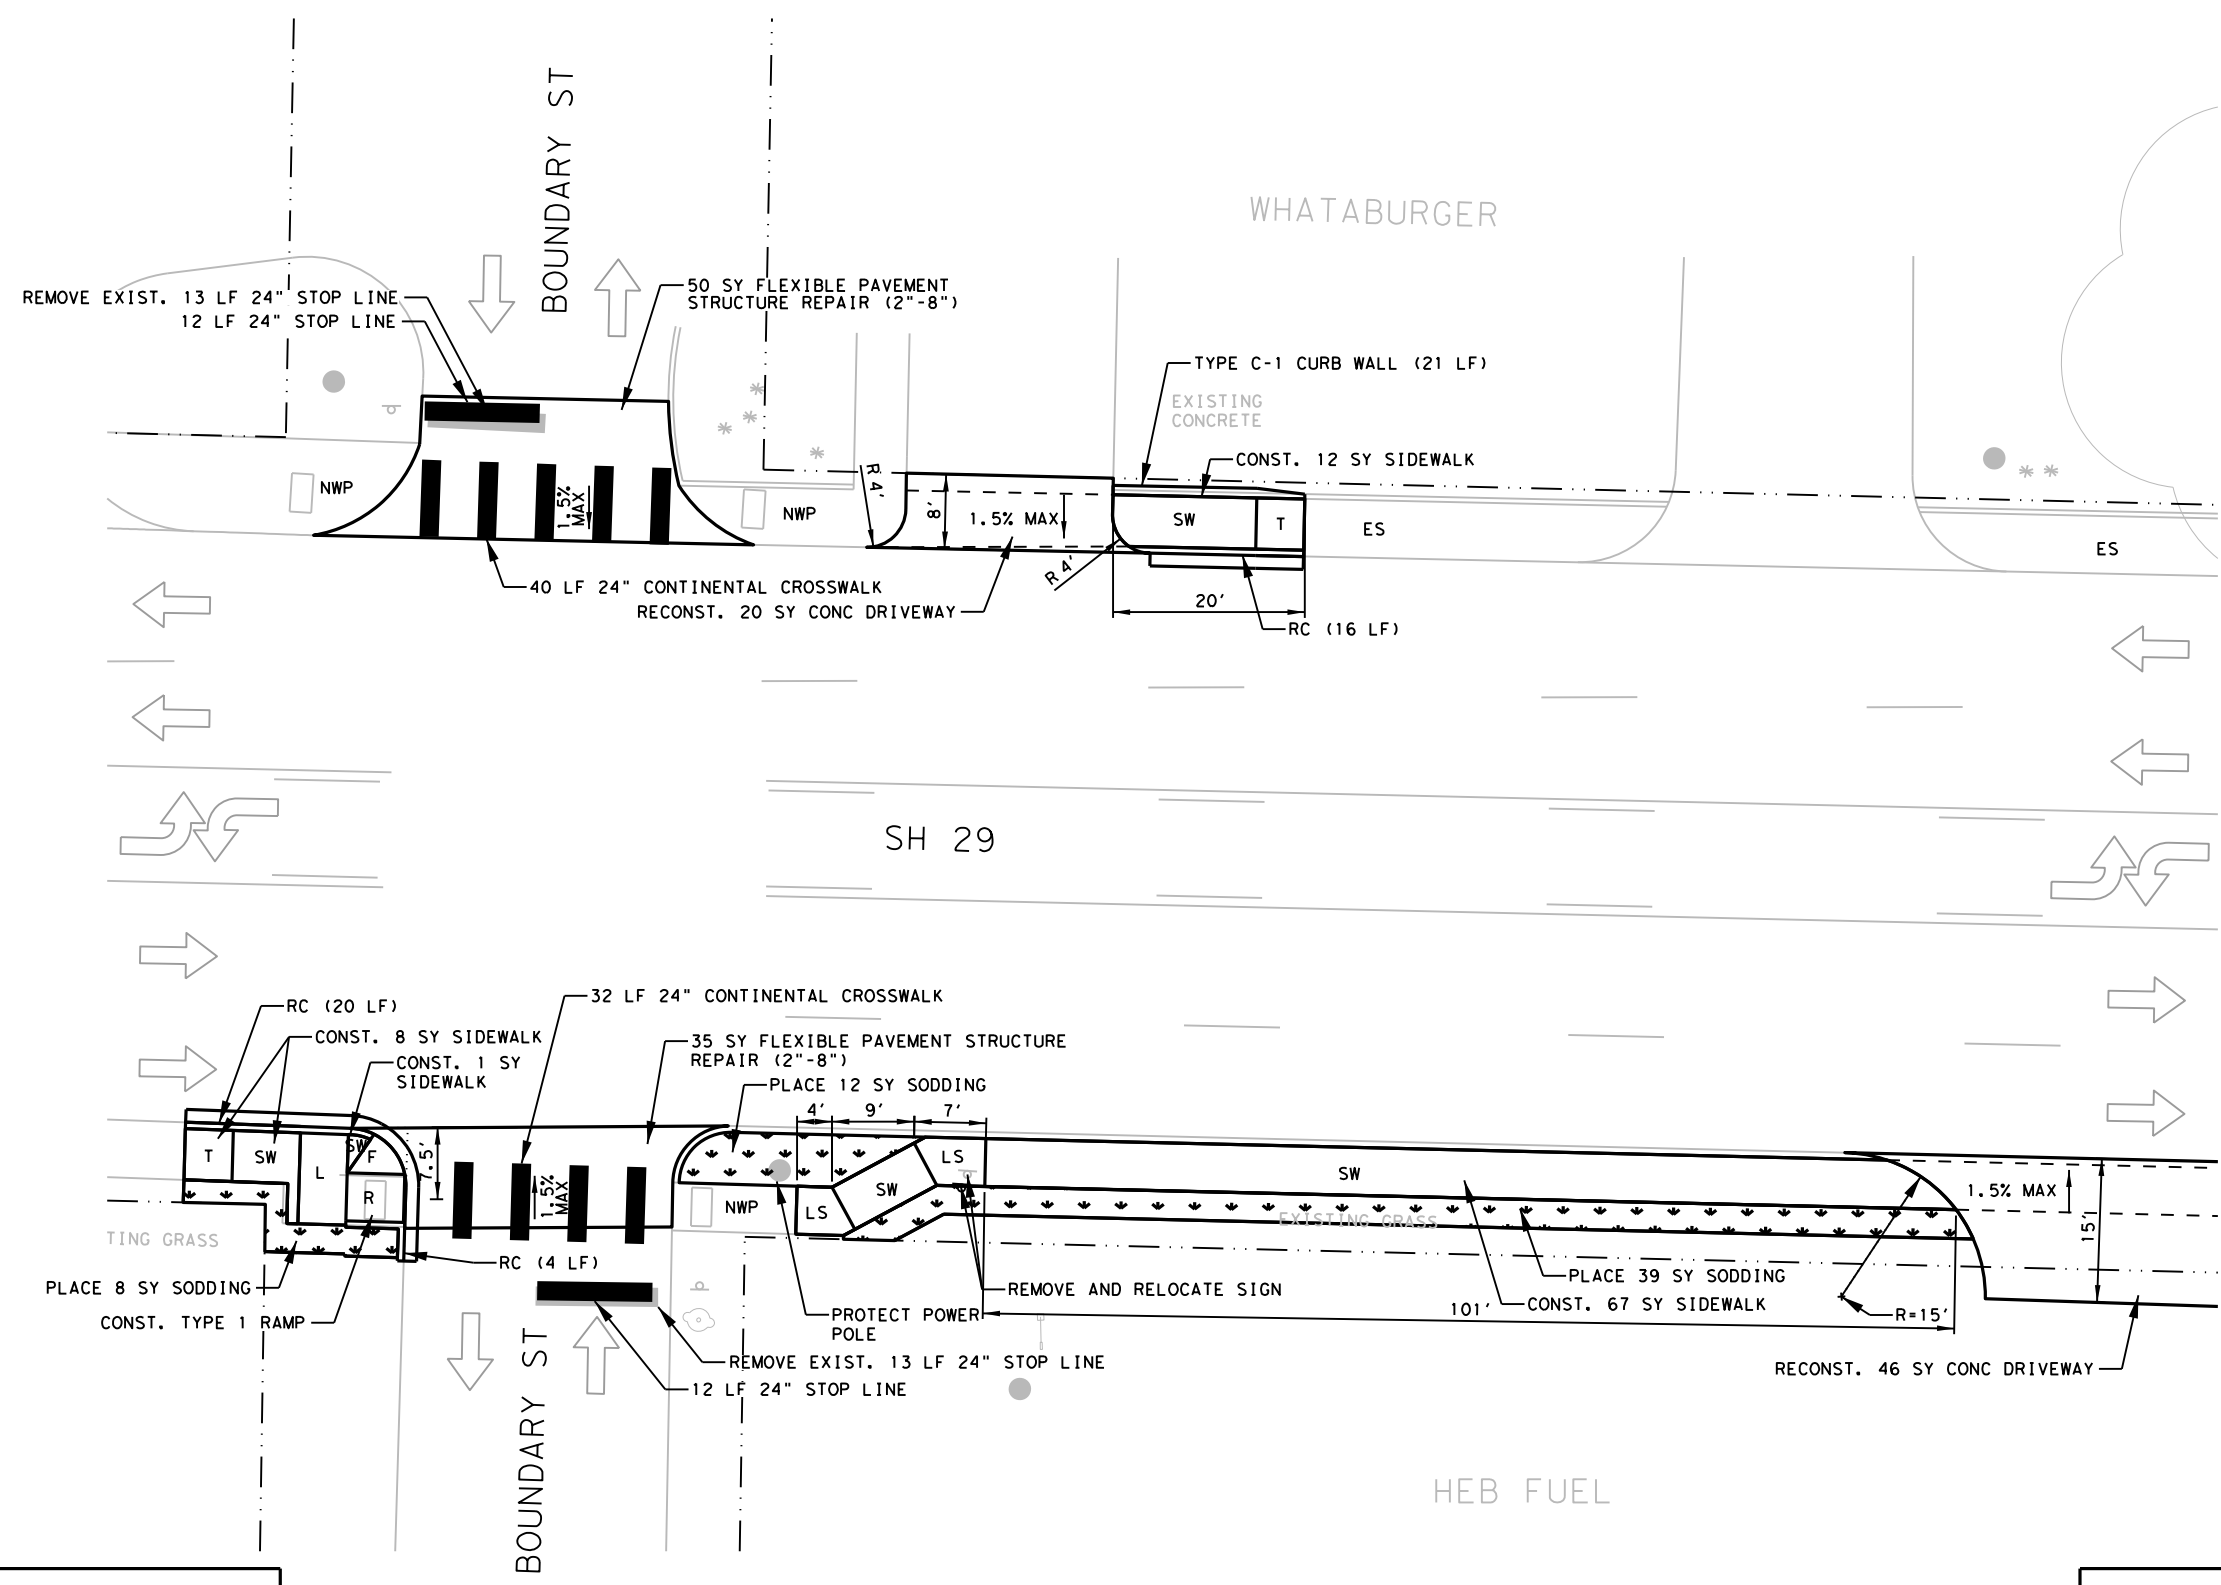 BOUNDARY ST
WHATABURGER
REMOVE EXIST. 13 LF 24" STOP LINE
12 LF 24" STOP LINE
50 SY FLEXIBLE PAVEMENT
STRUCTURE REPAIR (2"-8")
TYPE C-1 CURB WALL (21 LF)
EXISTING
CONCRETE
CONST. 12 SY SIDEWALK
NWP
1.5%
MAX
NWP
R 4'
8'
1.5% MAX
SW
T
ES
ES
R 4'
40 LF 24" CONTINENTAL CROSSWALK
RECONST. 20 SY CONC DRIVEWAY
20'
RC (16 LF)
SH 29
RC (20 LF)
32 LF 24" CONTINENTAL CROSSWALK
CONST. 8 SY SIDEWALK
CONST. 1 SY
SIDEWALK
35 SY FLEXIBLE PAVEMENT STRUCTURE
REPAIR (2"-8")
PLACE 12 SY SODDING
4'
9'
7'
T
SW
L
SW
F
R
7.5'
1.5%
MAX
NWP
LS
SW
LS
SW
1.5% MAX
15'
TING GRASS
EXISTING GRASS
RC (4 LF)
PLACE 8 SY SODDING
CONST. TYPE 1 RAMP
REMOVE AND RELOCATE SIGN
PLACE 39 SY SODDING
CONST. 67 SY SIDEWALK
101'
R=15'
PROTECT POWER
POLE
REMOVE EXIST. 13 LF 24" STOP LINE
12 LF 24" STOP LINE
RECONST. 46 SY CONC DRIVEWAY
BOUNDARY ST
HEB FUEL